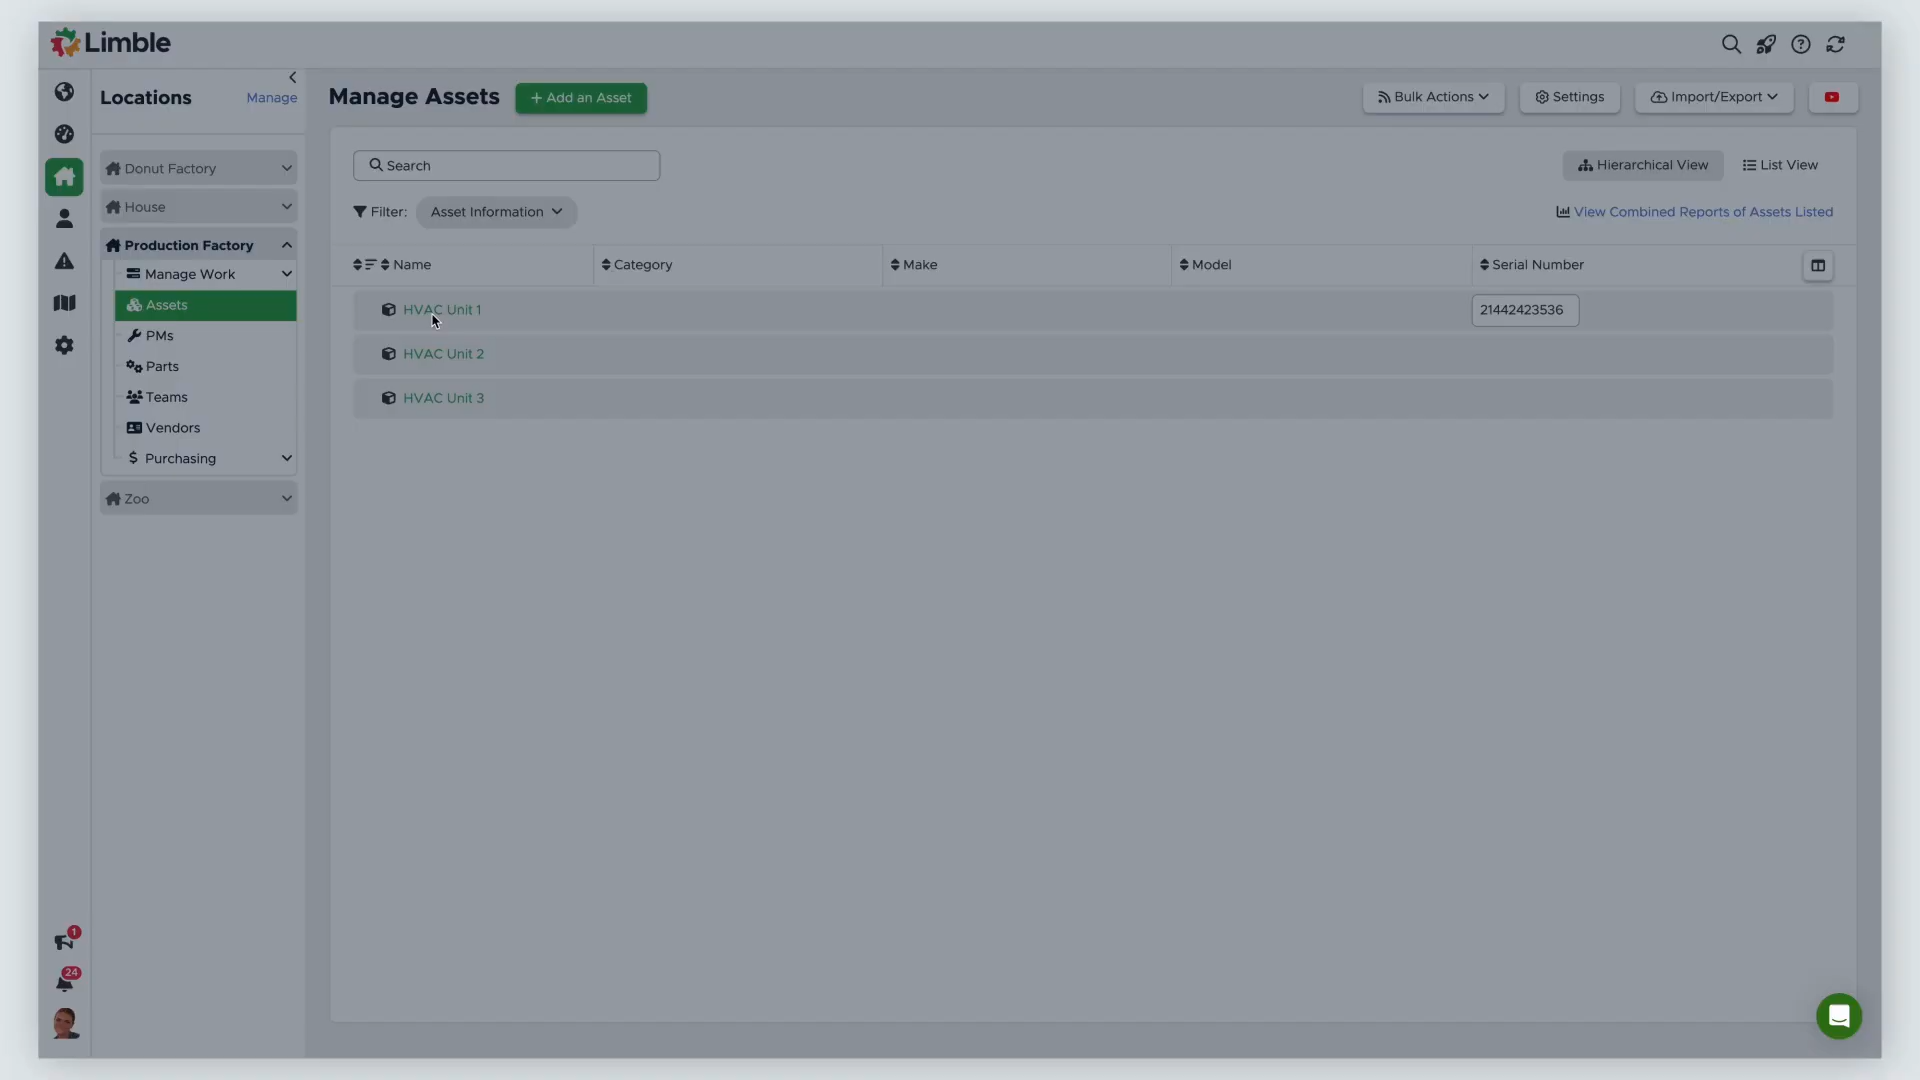 Limble
Locations
Manage
Donut Factory
House
Production Factory
Manage Work
Assets
PMs
Parts
Teams
Vendors
Purchasing
Zoo
1
24
Manage Assets
+ Add an Asset
Bulk Actions
Settings
Import/Export
Search
Hierarchical View
List View
Filter:
Asset Information
View Combined Reports of Assets Listed
Name
Category
Make
Model
Serial Number
HVAC Unit 1
21442423536
HVAC Unit 2
HVAC Unit 3